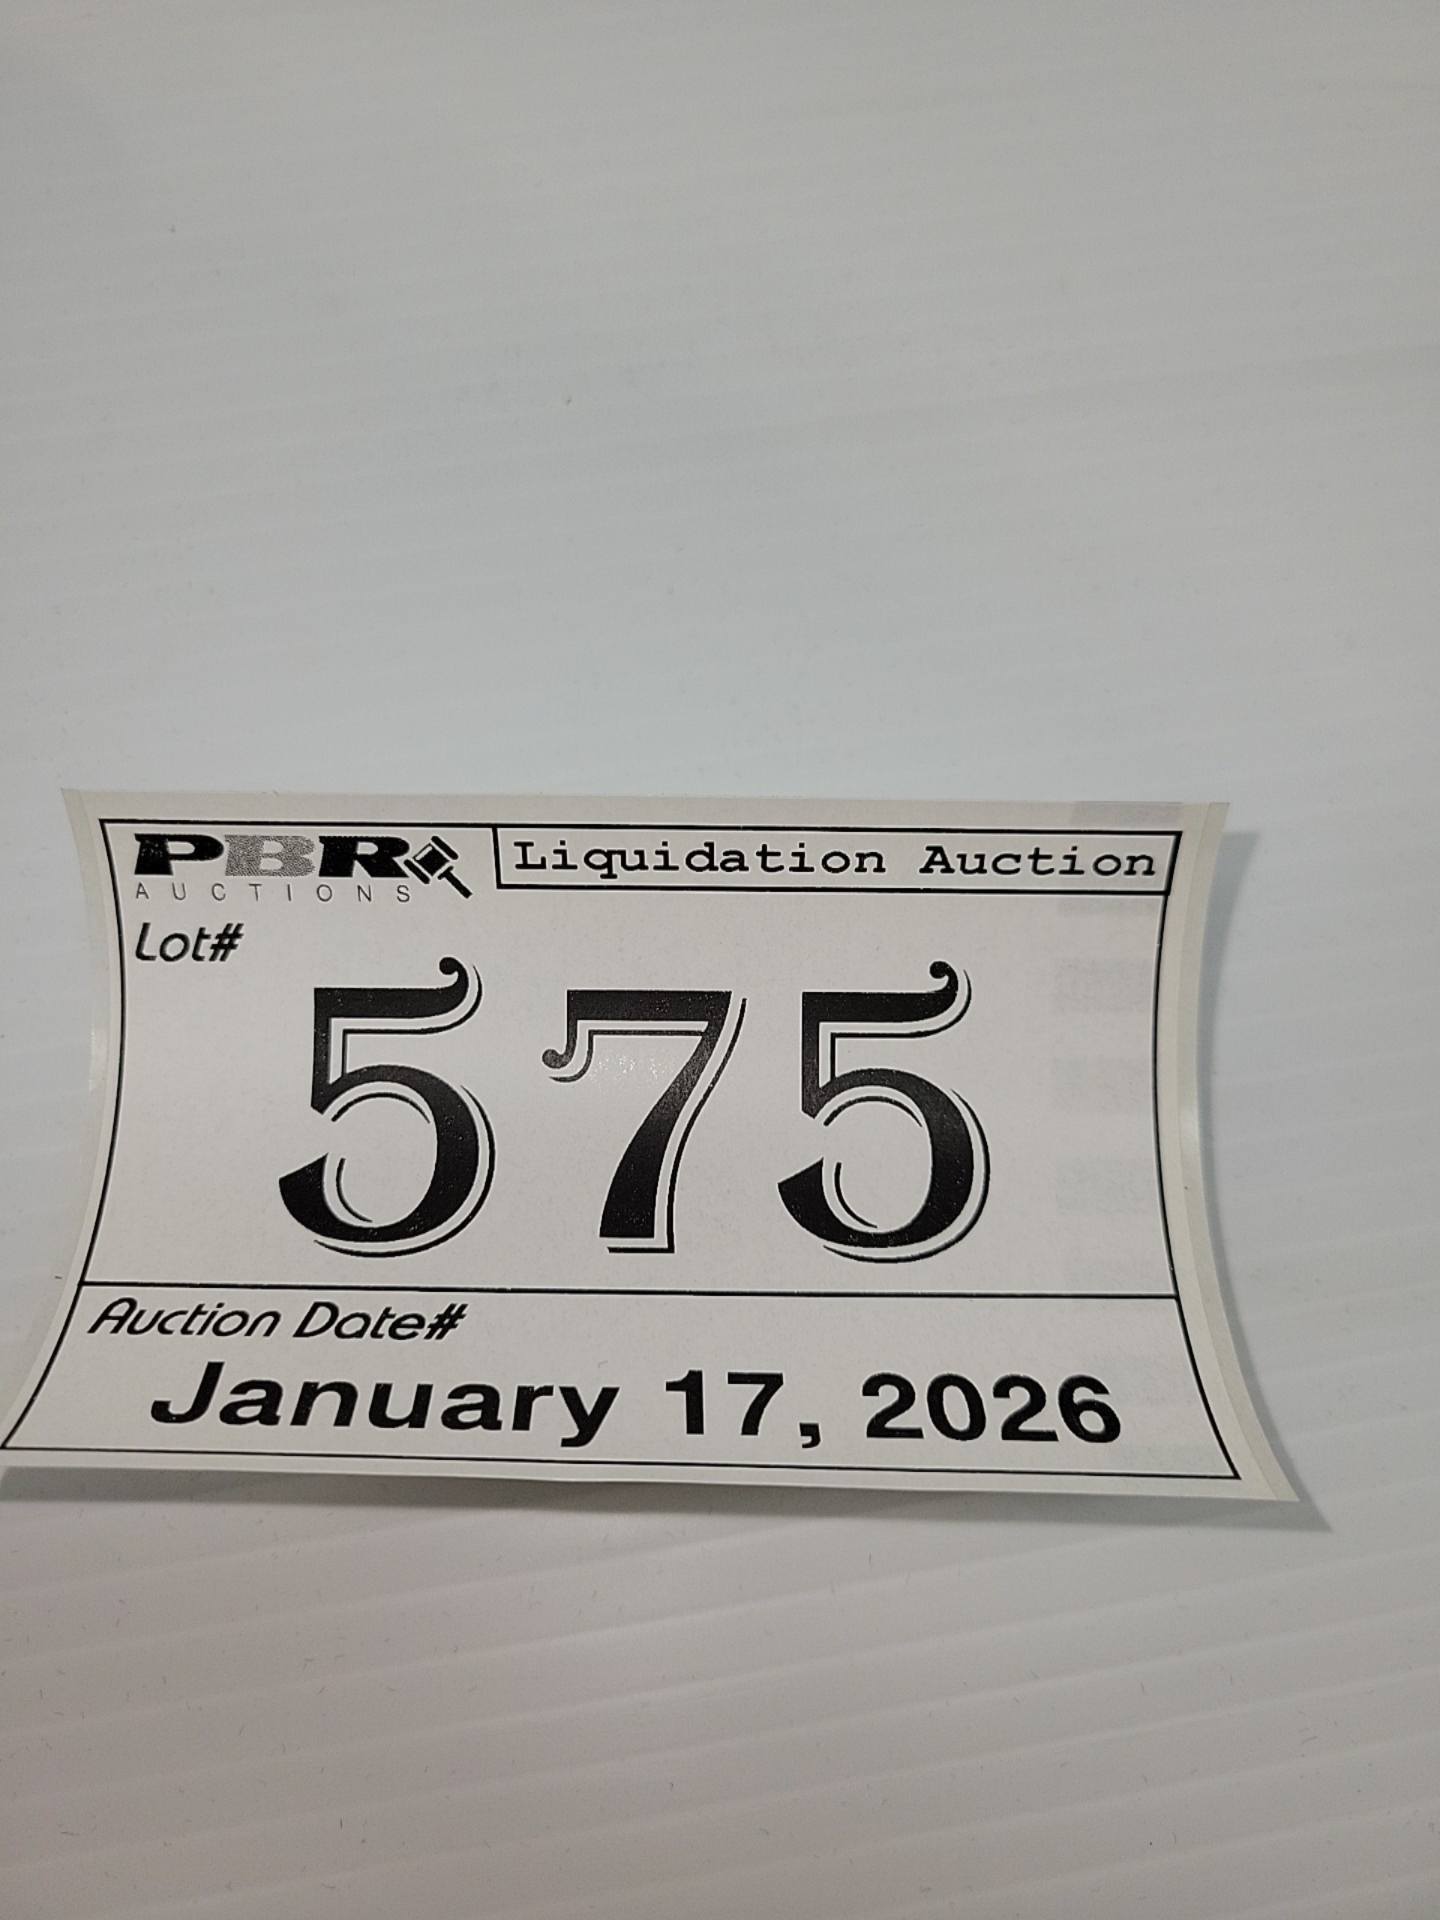 PBR
AUCTIONS
Liquidation Auction
Lot#
575
Auction Date#
January 17, 2026